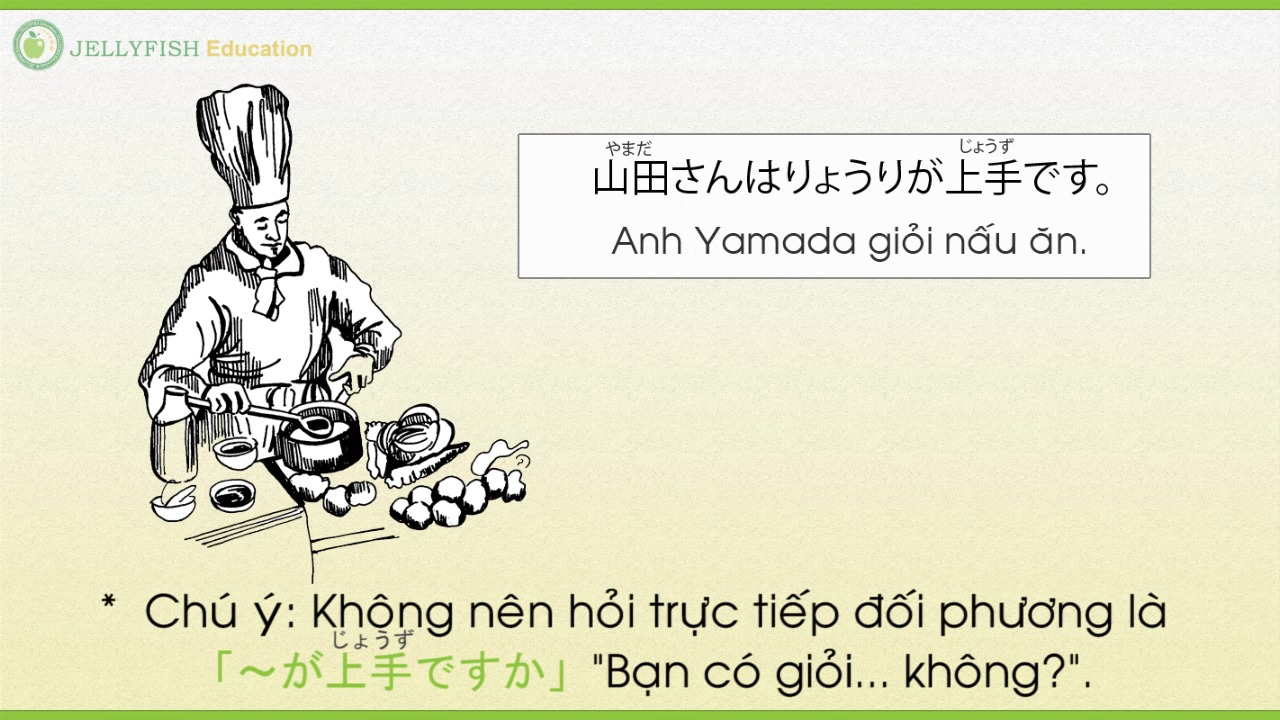 JELLYFISH Education
やまだ じょうず
山田さんはりょうりが上手です。
Anh Yamada giỏi nấu ăn.
* Chú ý: Không nên hỏi trực tiếp đối phương là
じょうず
「～が上手ですか」 "Bạn có giỏi... không?".